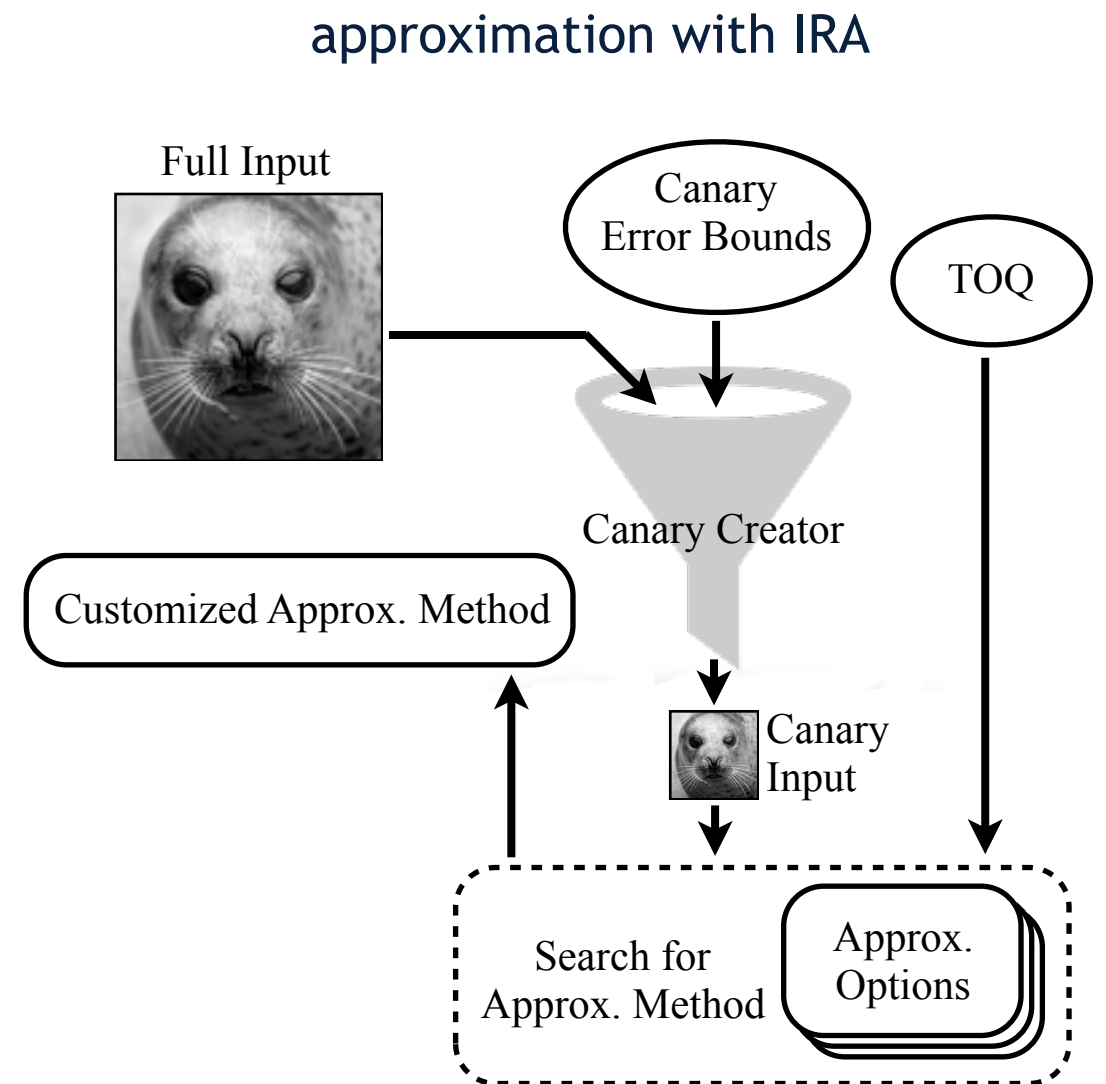 approximation with IRA
Full Input
Canary
Error Bounds
TOQ
Canary Creator
Customized Approx. Method
Canary
Input
Search for
Approx. Method
Approx.
Options